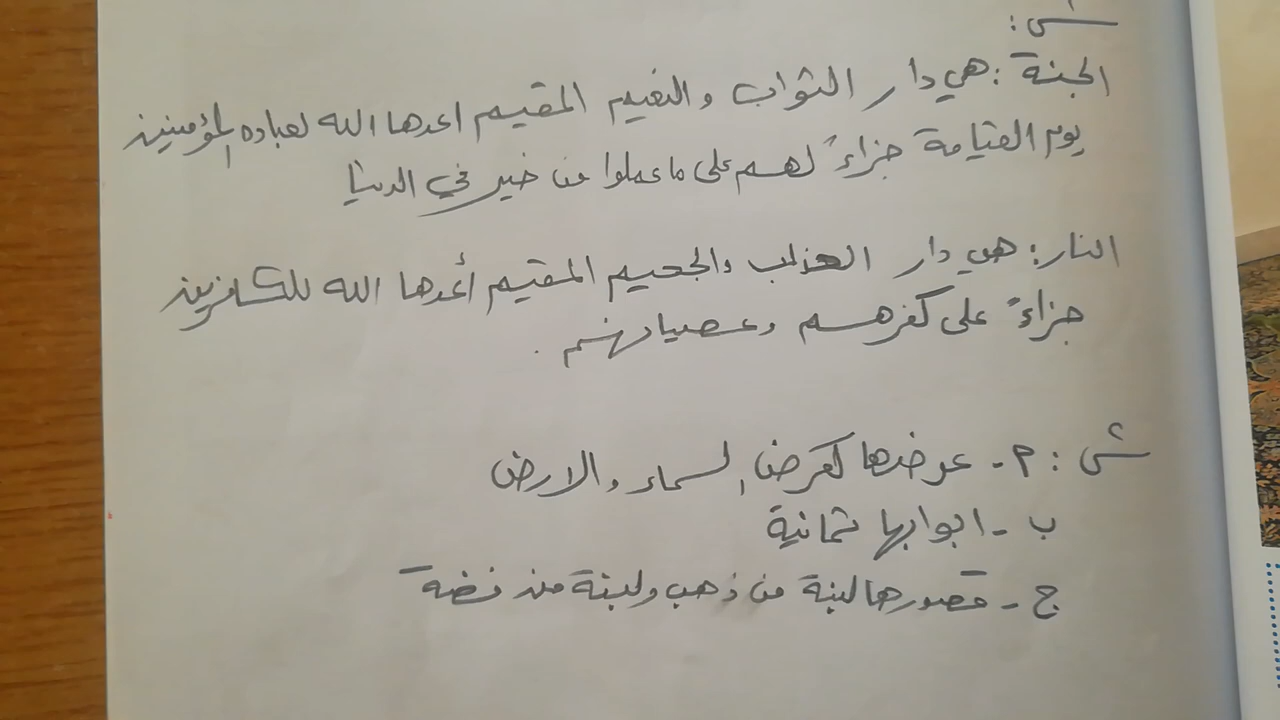 س١:
الجنة: هي دار الثواب والنعيم المقيم اعدها الله لعباده المؤمنين
يوم القيامة جزاءً لهم على ما عملوا من خير في الدنيا
النار: هي دار العذاب والجحيم المقيم أعدها الله للكافرين
جزاءً على كفرهم وعصيانهم.
س٢: أ- عرضها كعرض السماء والارض
ب- ابوابها ثمانية
ج- قصورها لبنة من ذهب ولبنة من فضة